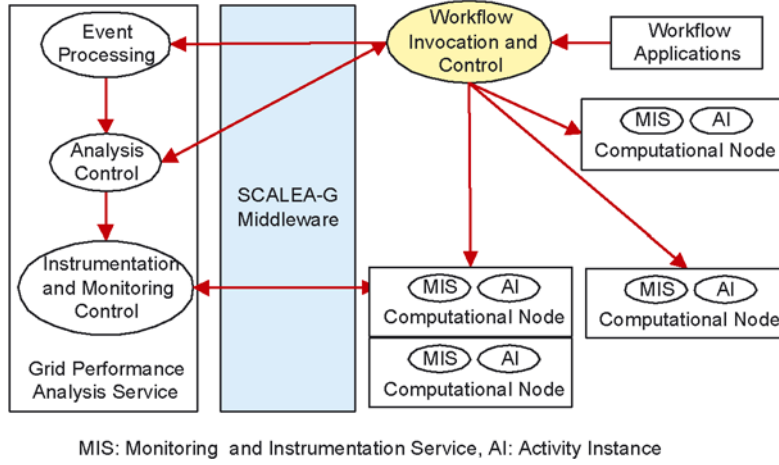 Event
Processing
Workflow
Invocation and
Control
Workflow
Applications
MIS AI
Computational Node
Analysis
Control
SCALEA-G
Middleware
Instrumentation
and Monitoring
Control
MIS AI
Computational Node
MIS AI
Computational Node
MIS AI
Computational Node
Grid Performance
Analysis Service
MIS: Monitoring and Instrumentation Service, AI: Activity Instance